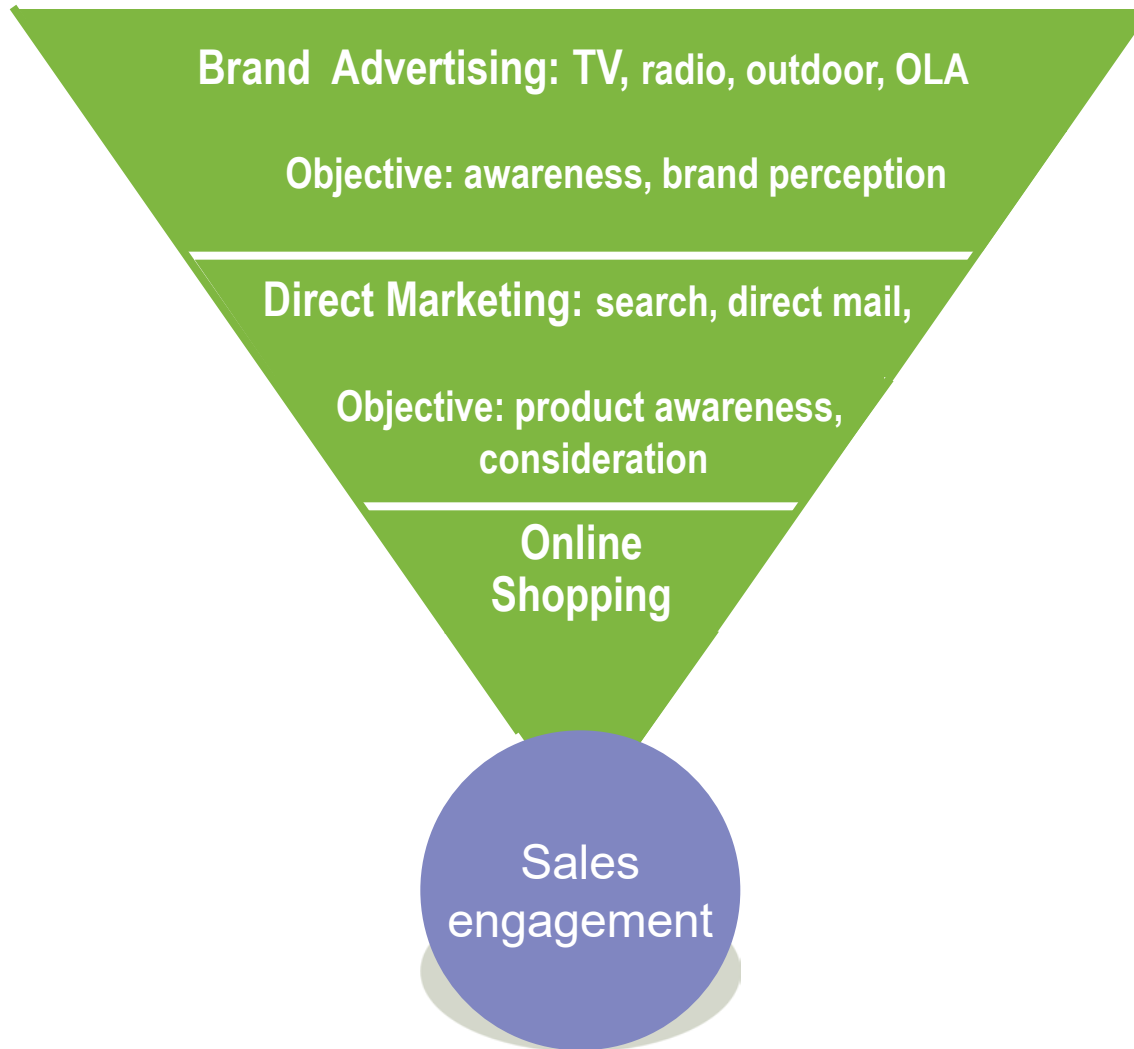 Brand Advertising: TV, radio, outdoor, OLA
Objective: awareness, brand perception
Direct Marketing: search, direct mail,
Objective: product awareness,
consideration
Online
Shopping
Sales
engagement